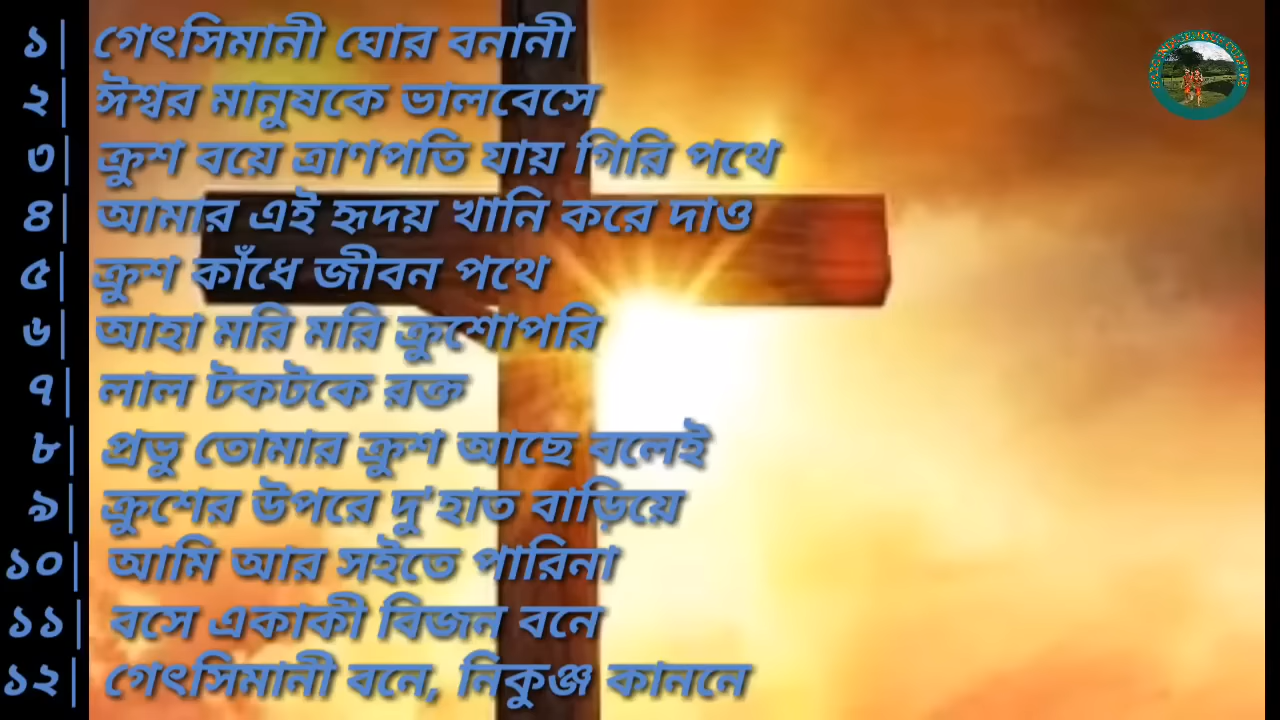 ১| গেৎসিমানী ঘোর বনানী
২| ঈশ্বর মানুষকে ভালবেসে
৩| ক্রুশ বয়ে ত্রাণপতি যায় গিরি পথে
৪| আমার এই হৃদয় খানি করে দাও
৫| ক্রুশ কাঁধে জীবন পথে
৬| আহা মরি মরি ক্রুশোপরি
৭| লাল টকটকে রক্ত
৮| প্রভু তোমার ক্রুশ আছে বলেই
৯| ক্রুশের উপরে দু'হাত বাড়িয়ে
১০| আমি আর সইতে পারিনা
১১| বসে একাকী বিজন বনে
১২| গেৎসিমানী বনে, নিকুঞ্জ কাননে